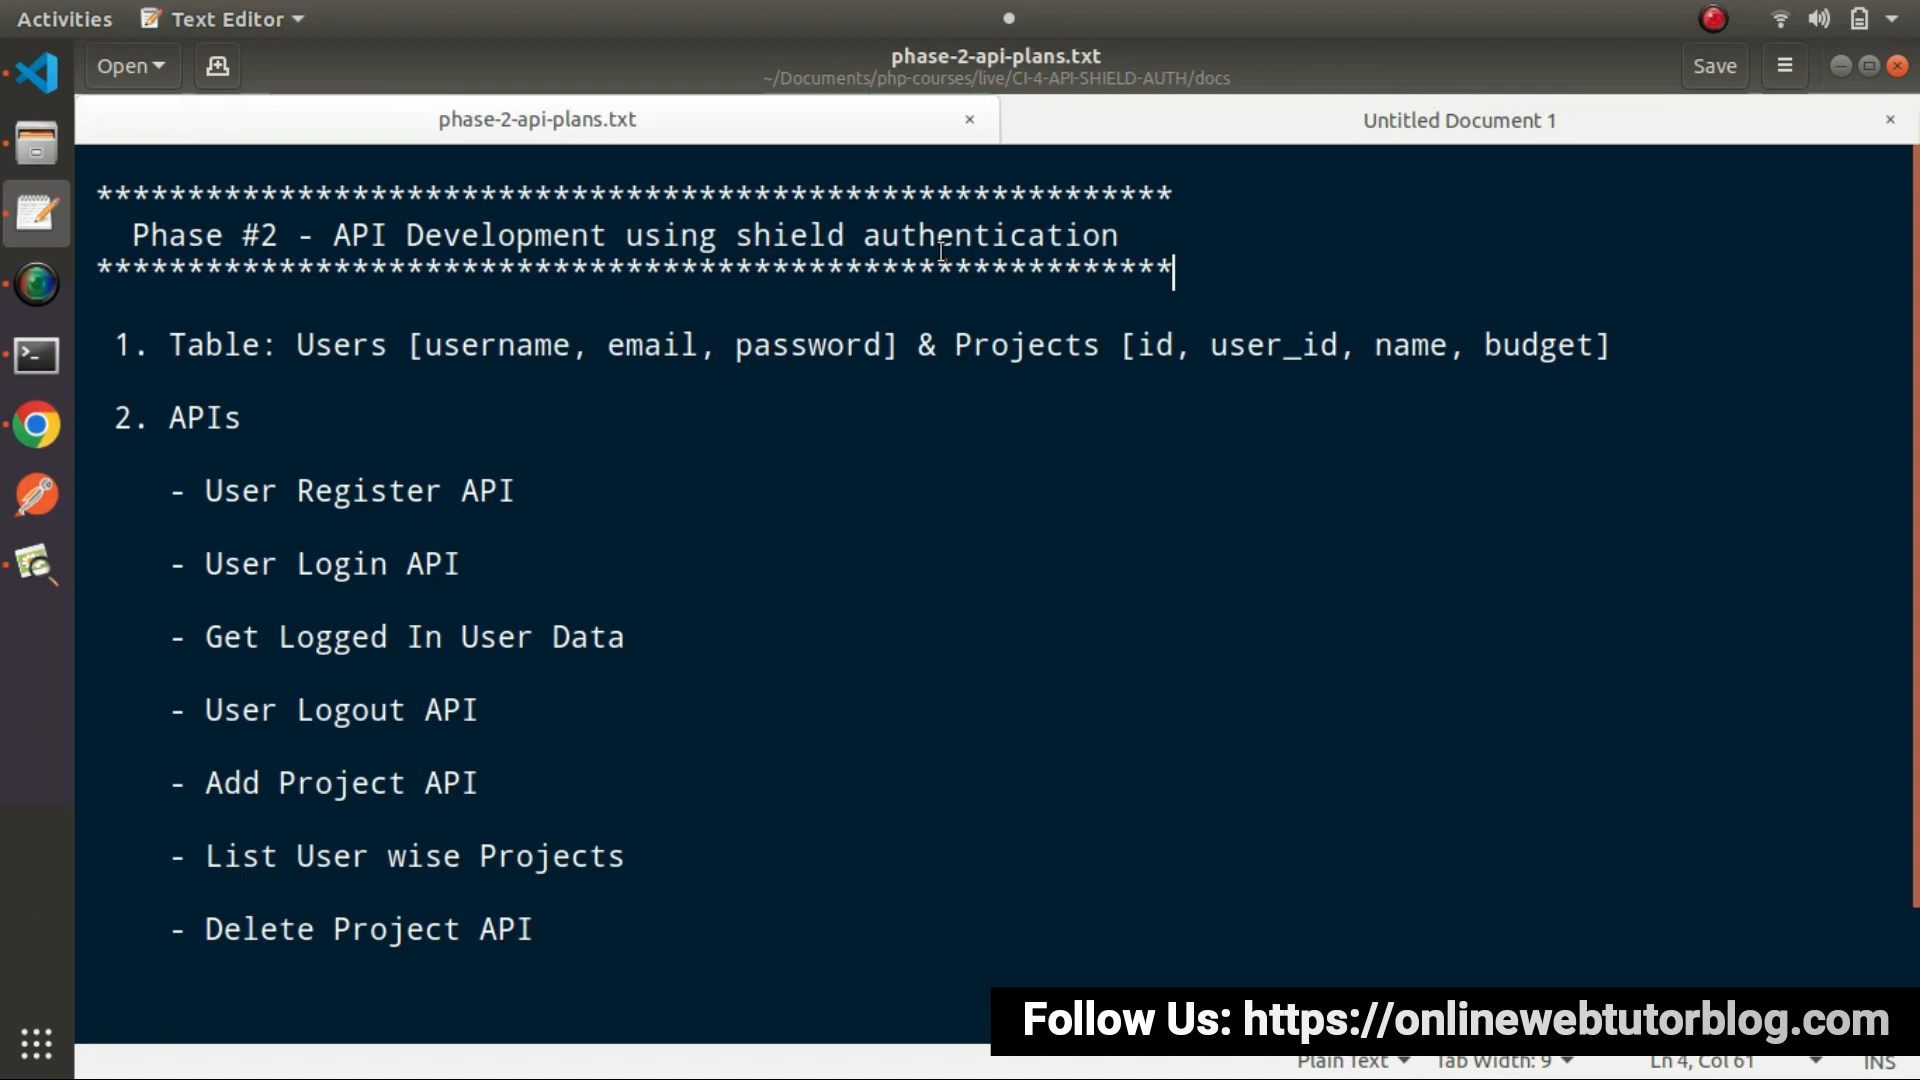 Activities Text Editor
Open
phase-2-api-plans.txt
~/Documents/php-courses/live/CI-4-API-SHIELD-AUTH/docs
Save
phase-2-api-plans.txt × Untitled Document 1 ×
***********************************************************
Phase #2 - API Development using shield authentication
***********************************************************
1. Table: Users [username, email, password] & Projects [id, user_id, name, budget]
2. APIs
- User Register API
- User Login API
- Get Logged In User Data
- User Logout API
- Add Project API
- List User wise Projects
- Delete Project API
Follow Us: https://onlinewebtutorblog.com
Plain Text Tab Width: 9 Ln 4, Col 61 INS